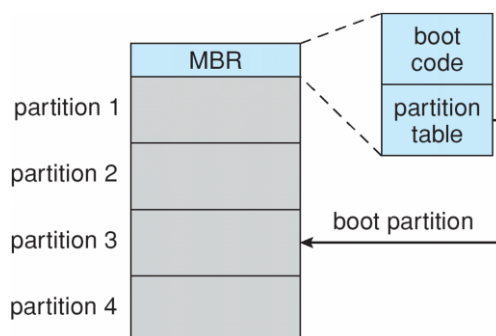 MBR
boot
code
partition
table
partition 1
partition 2
partition 3
boot partition
partition 4